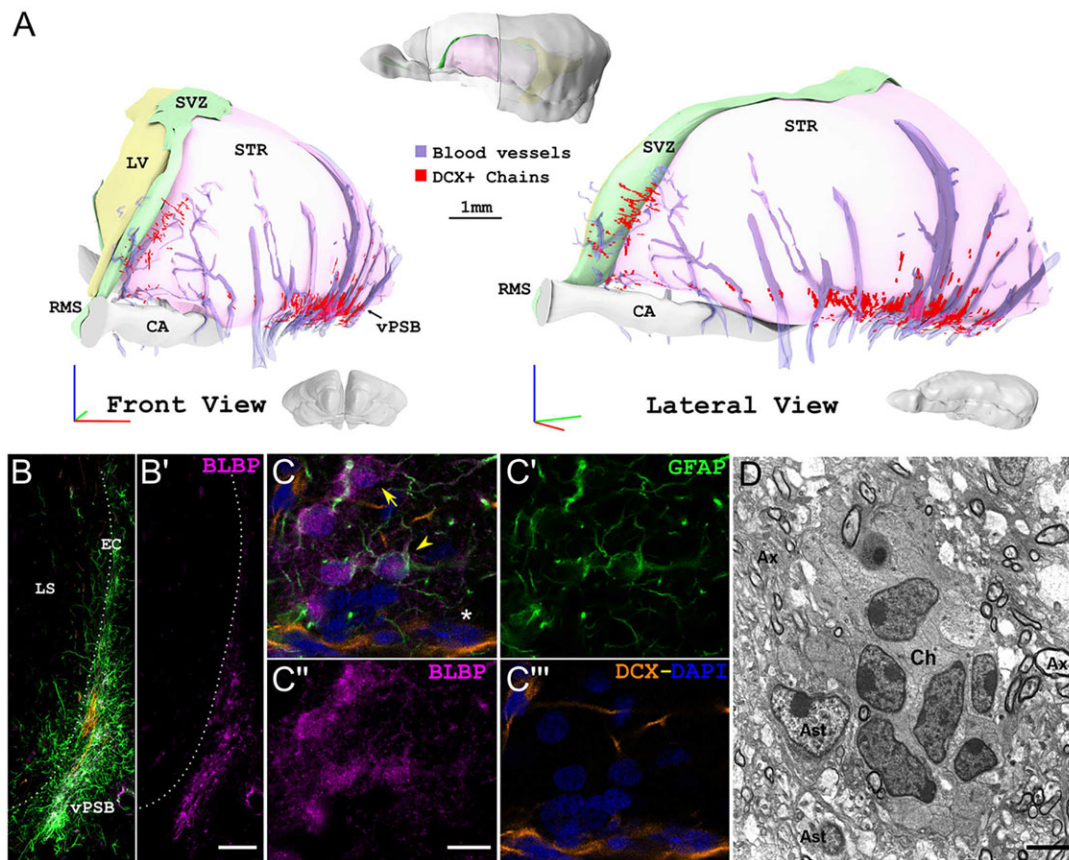 A
SVZ
LV
STR
RMS
CA
vPSB
Front View
Blood vessels
DCX+ Chains
1mm
SVZ
STR
RMS
CA
Lateral View
B
EC
LS
vPSB
B' BLBP
C
*
C' GFAP
C'' BLBP
C''' DCX-DAPI
D
Ax
Ch
Ax
Ast
Ast